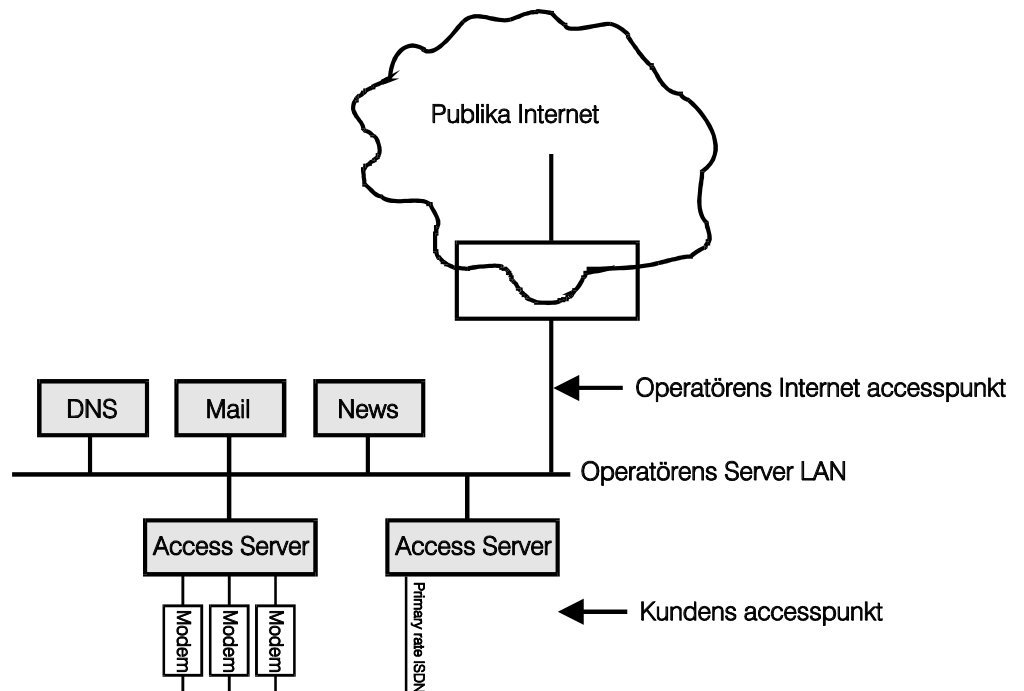 Publika Internet
Operatörens Internet accesspunkt
DNS
Mail
News
Operatörens Server LAN
Access Server
Access Server
Modem
Modem
Modem
Primary rate ISDN
Kundens accesspunkt